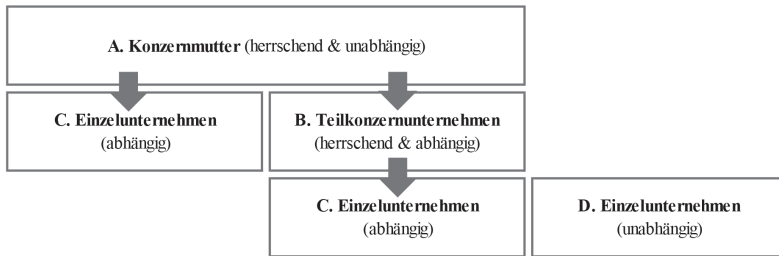 A. Konzernmutter (herrschend & unabhängig)
C. Einzelunternehmen
(abhängig)
B. Teilkonzernunternehmen
(herrschend & abhängig)
C. Einzelunternehmen
(abhängig)
D. Einzelunternehmen
(unabhängig)